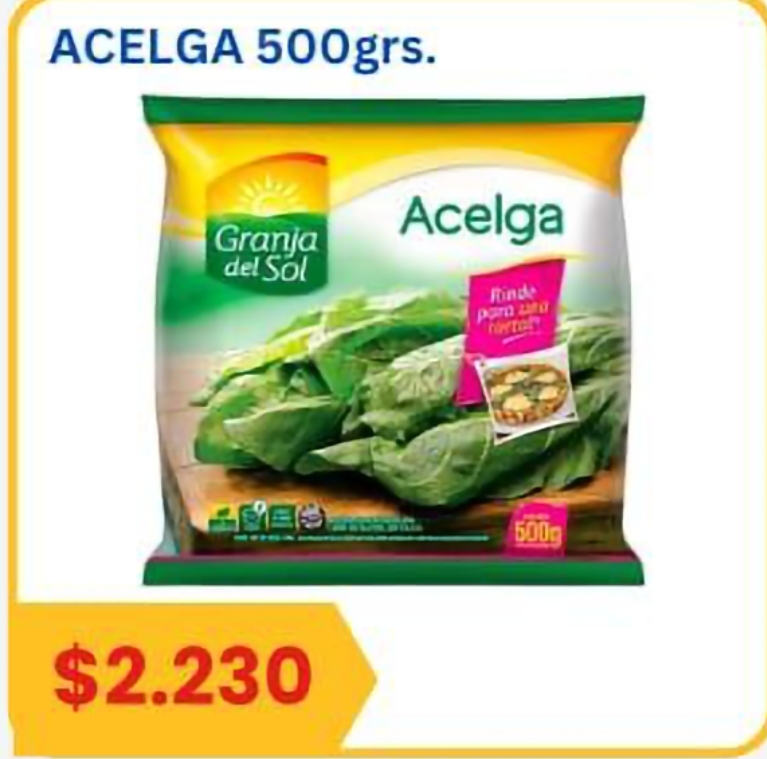 ACELGA 500grs.
Granja
del Sol
Acelga
Rinde
para una
tarta!*
500g
$2.230